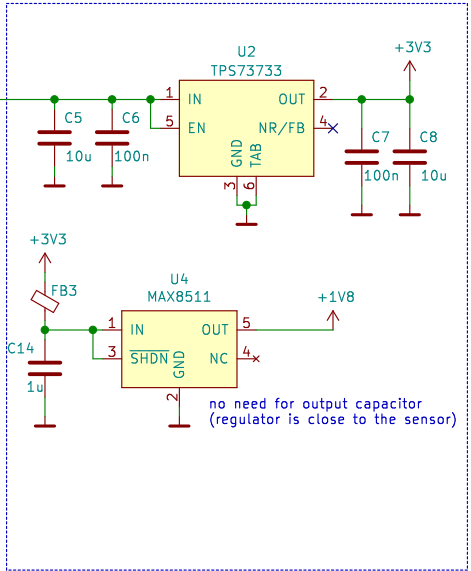 U2
TPS73733
+3V3
C5
10u
C6
100n
1 IN
5 EN
OUT 2
NR/FB 4
GND
3
TAB
6
C7
100n
C8
10u
+3V3
FB3
U4
MAX8511
+1V8
C14
1u
1 IN
3 SHDN
OUT 5
NC 4
GND
2
no need for output capacitor
(regulator is close to the sensor)